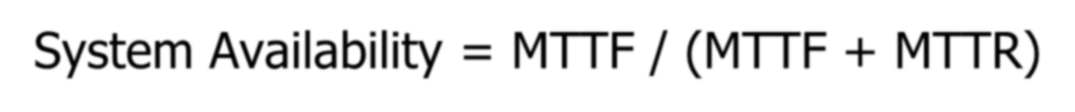 System Availability = MTTF / (MTTF + MTTR)